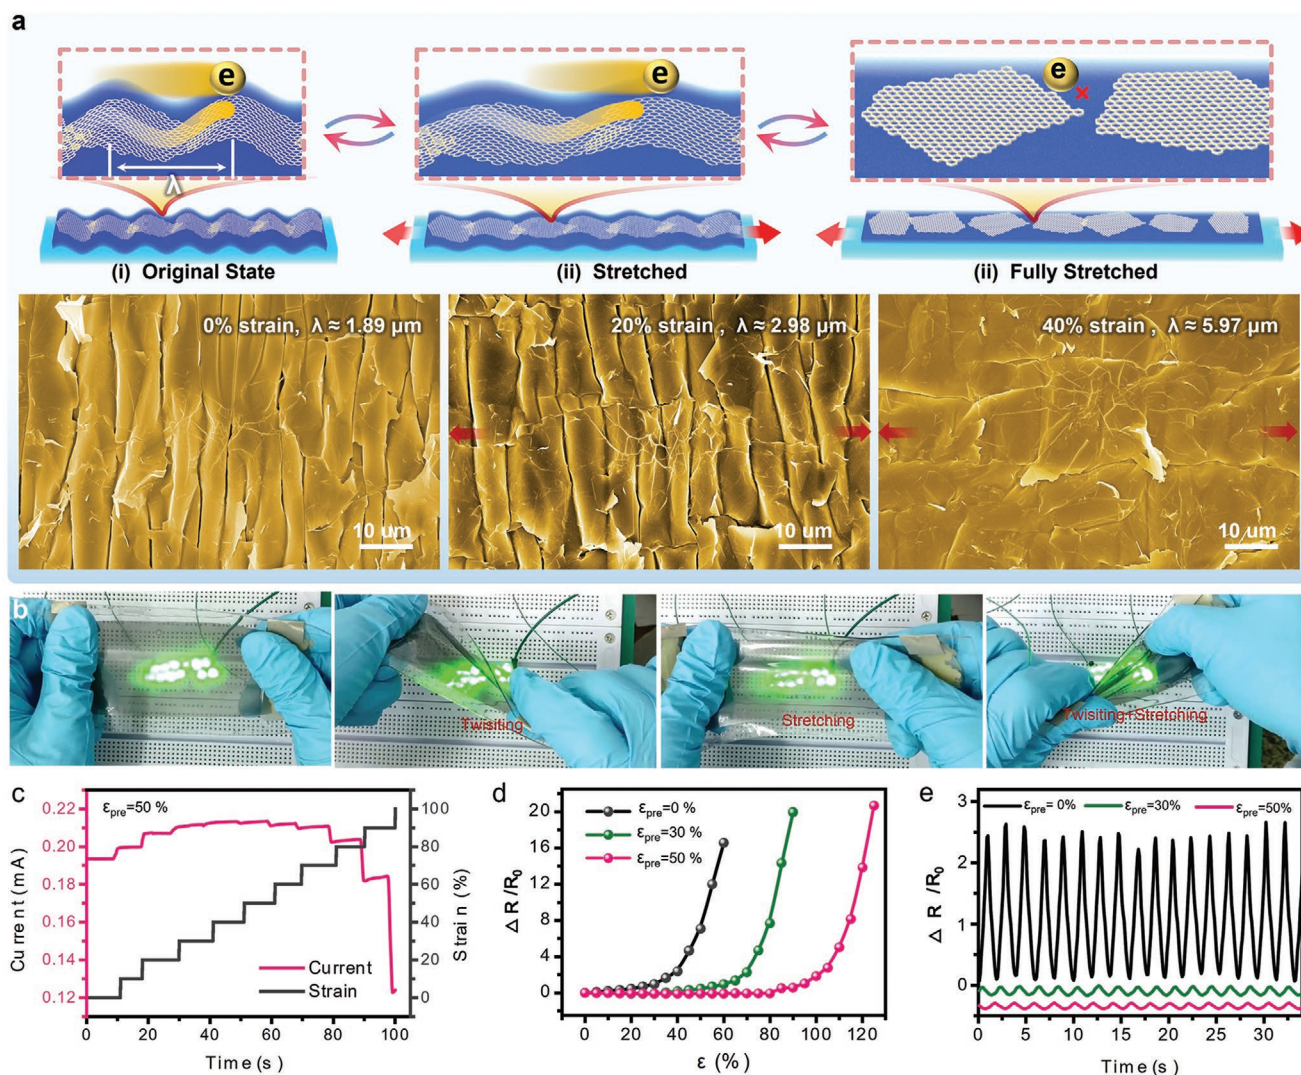 a
e
e
e
×
λ
(i) Original State
(ii) Stretched
(ii) Fully Stretched
0% strain, λ ≈ 1.89 μm
20% strain , λ ≈ 2.98 μm
40% strain , λ ≈ 5.97 μm
10 um
10 um
10 um
b
Twisiting
Stretching
Twisiting+Stretching
c
εpre=50 %
Current (mA)
0.22
0.20
0.18
0.16
0.14
0.12
100
80
60
40
20
0
Strain (%)
Current
Strain
0 20 40 60 80 100
Time (s)
d
εpre=0 %
εpre=30 %
εpre=50 %
Δ R /R0
20
16
12
8
4
0
0 20 40 60 80 100 120
ε (%)
e
εpre= 0% εpre=30% εpre=50%
Δ R /R0
3
2
1
0
0 5 10 15 20 25 30
Time (s)